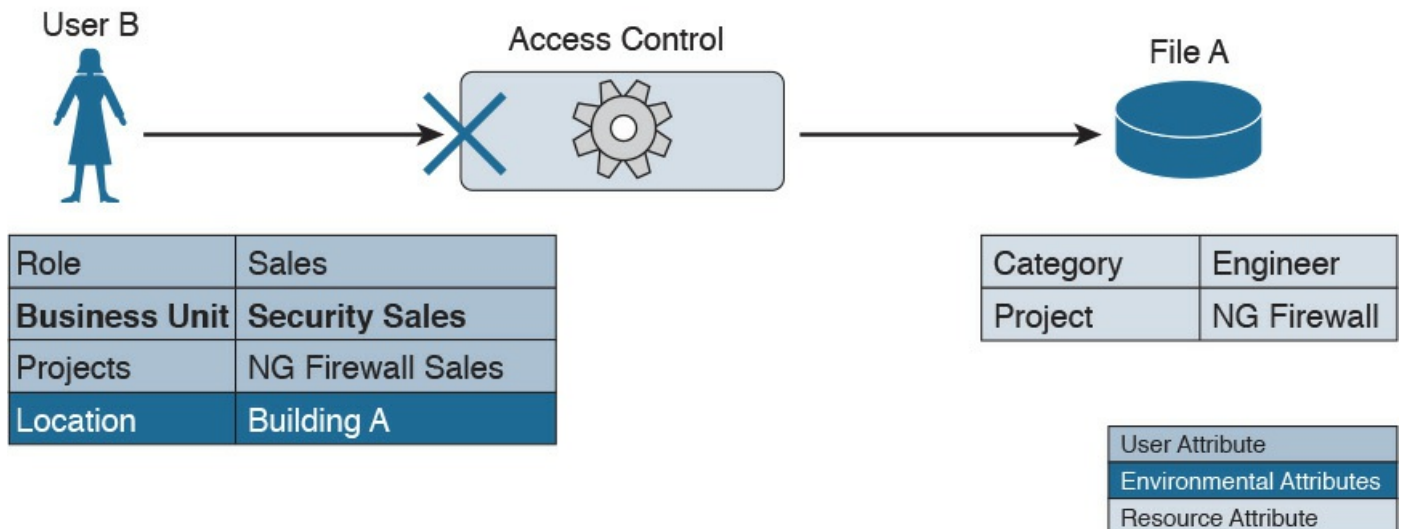 User B
Access Control
File A
Role Sales
Business Unit Security Sales
Projects NG Firewall Sales
Location Building A
Category Engineer
Project NG Firewall
User Attribute
Environmental Attributes
Resource Attribute